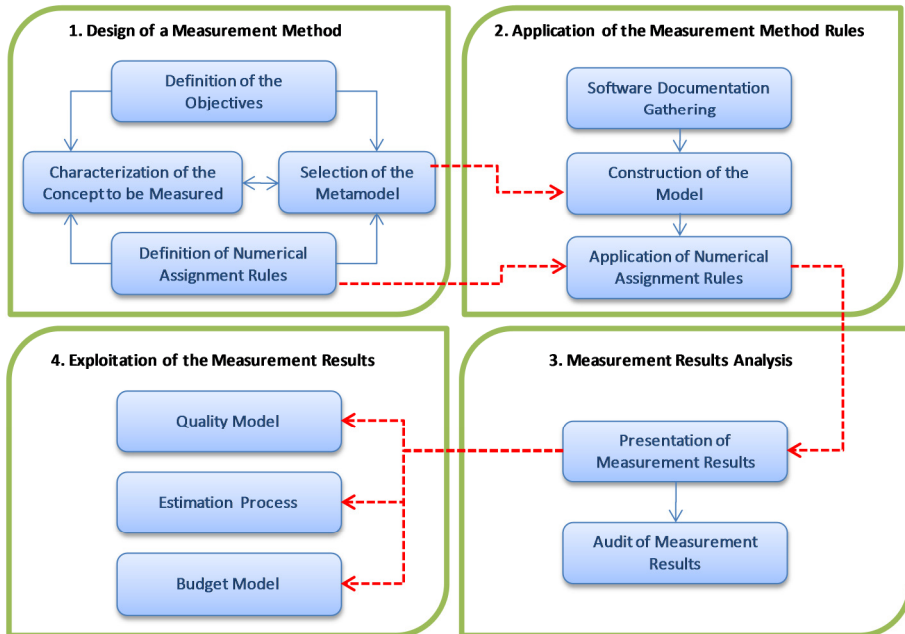 1. Design of a Measurement Method
Definition of the
Objectives
Characterization of the
Concept to be Measured
Selection of the
Metamodel
Definition of Numerical
Assignment Rules
2. Application of the Measurement Method Rules
Software Documentation
Gathering
Construction of the
Model
Application of Numerical
Assignment Rules
4. Exploitation of the Measurement Results
Quality Model
Estimation Process
Budget Model
3. Measurement Results Analysis
Presentation of
Measurement Results
Audit of Measurement
Results